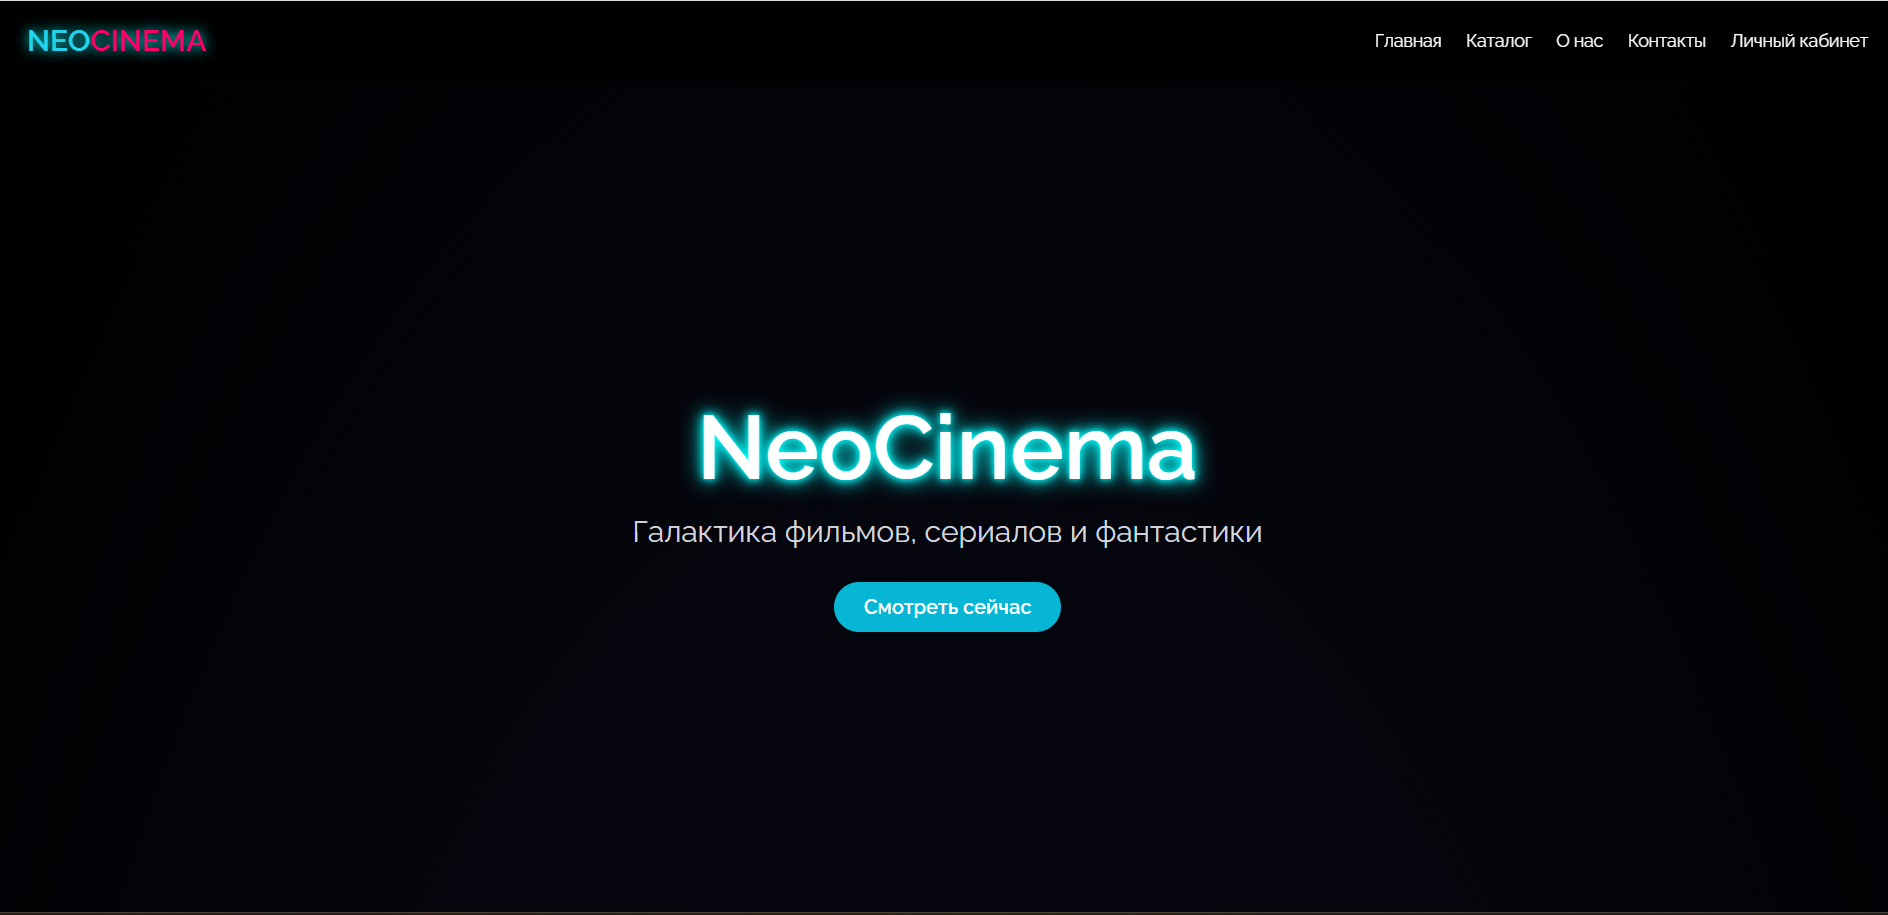 NEOCINEMA
Главная Каталог О нас Контакты Личный кабинет
NeoCinema
Галактика фильмов, сериалов и фантастики
Смотреть сейчас